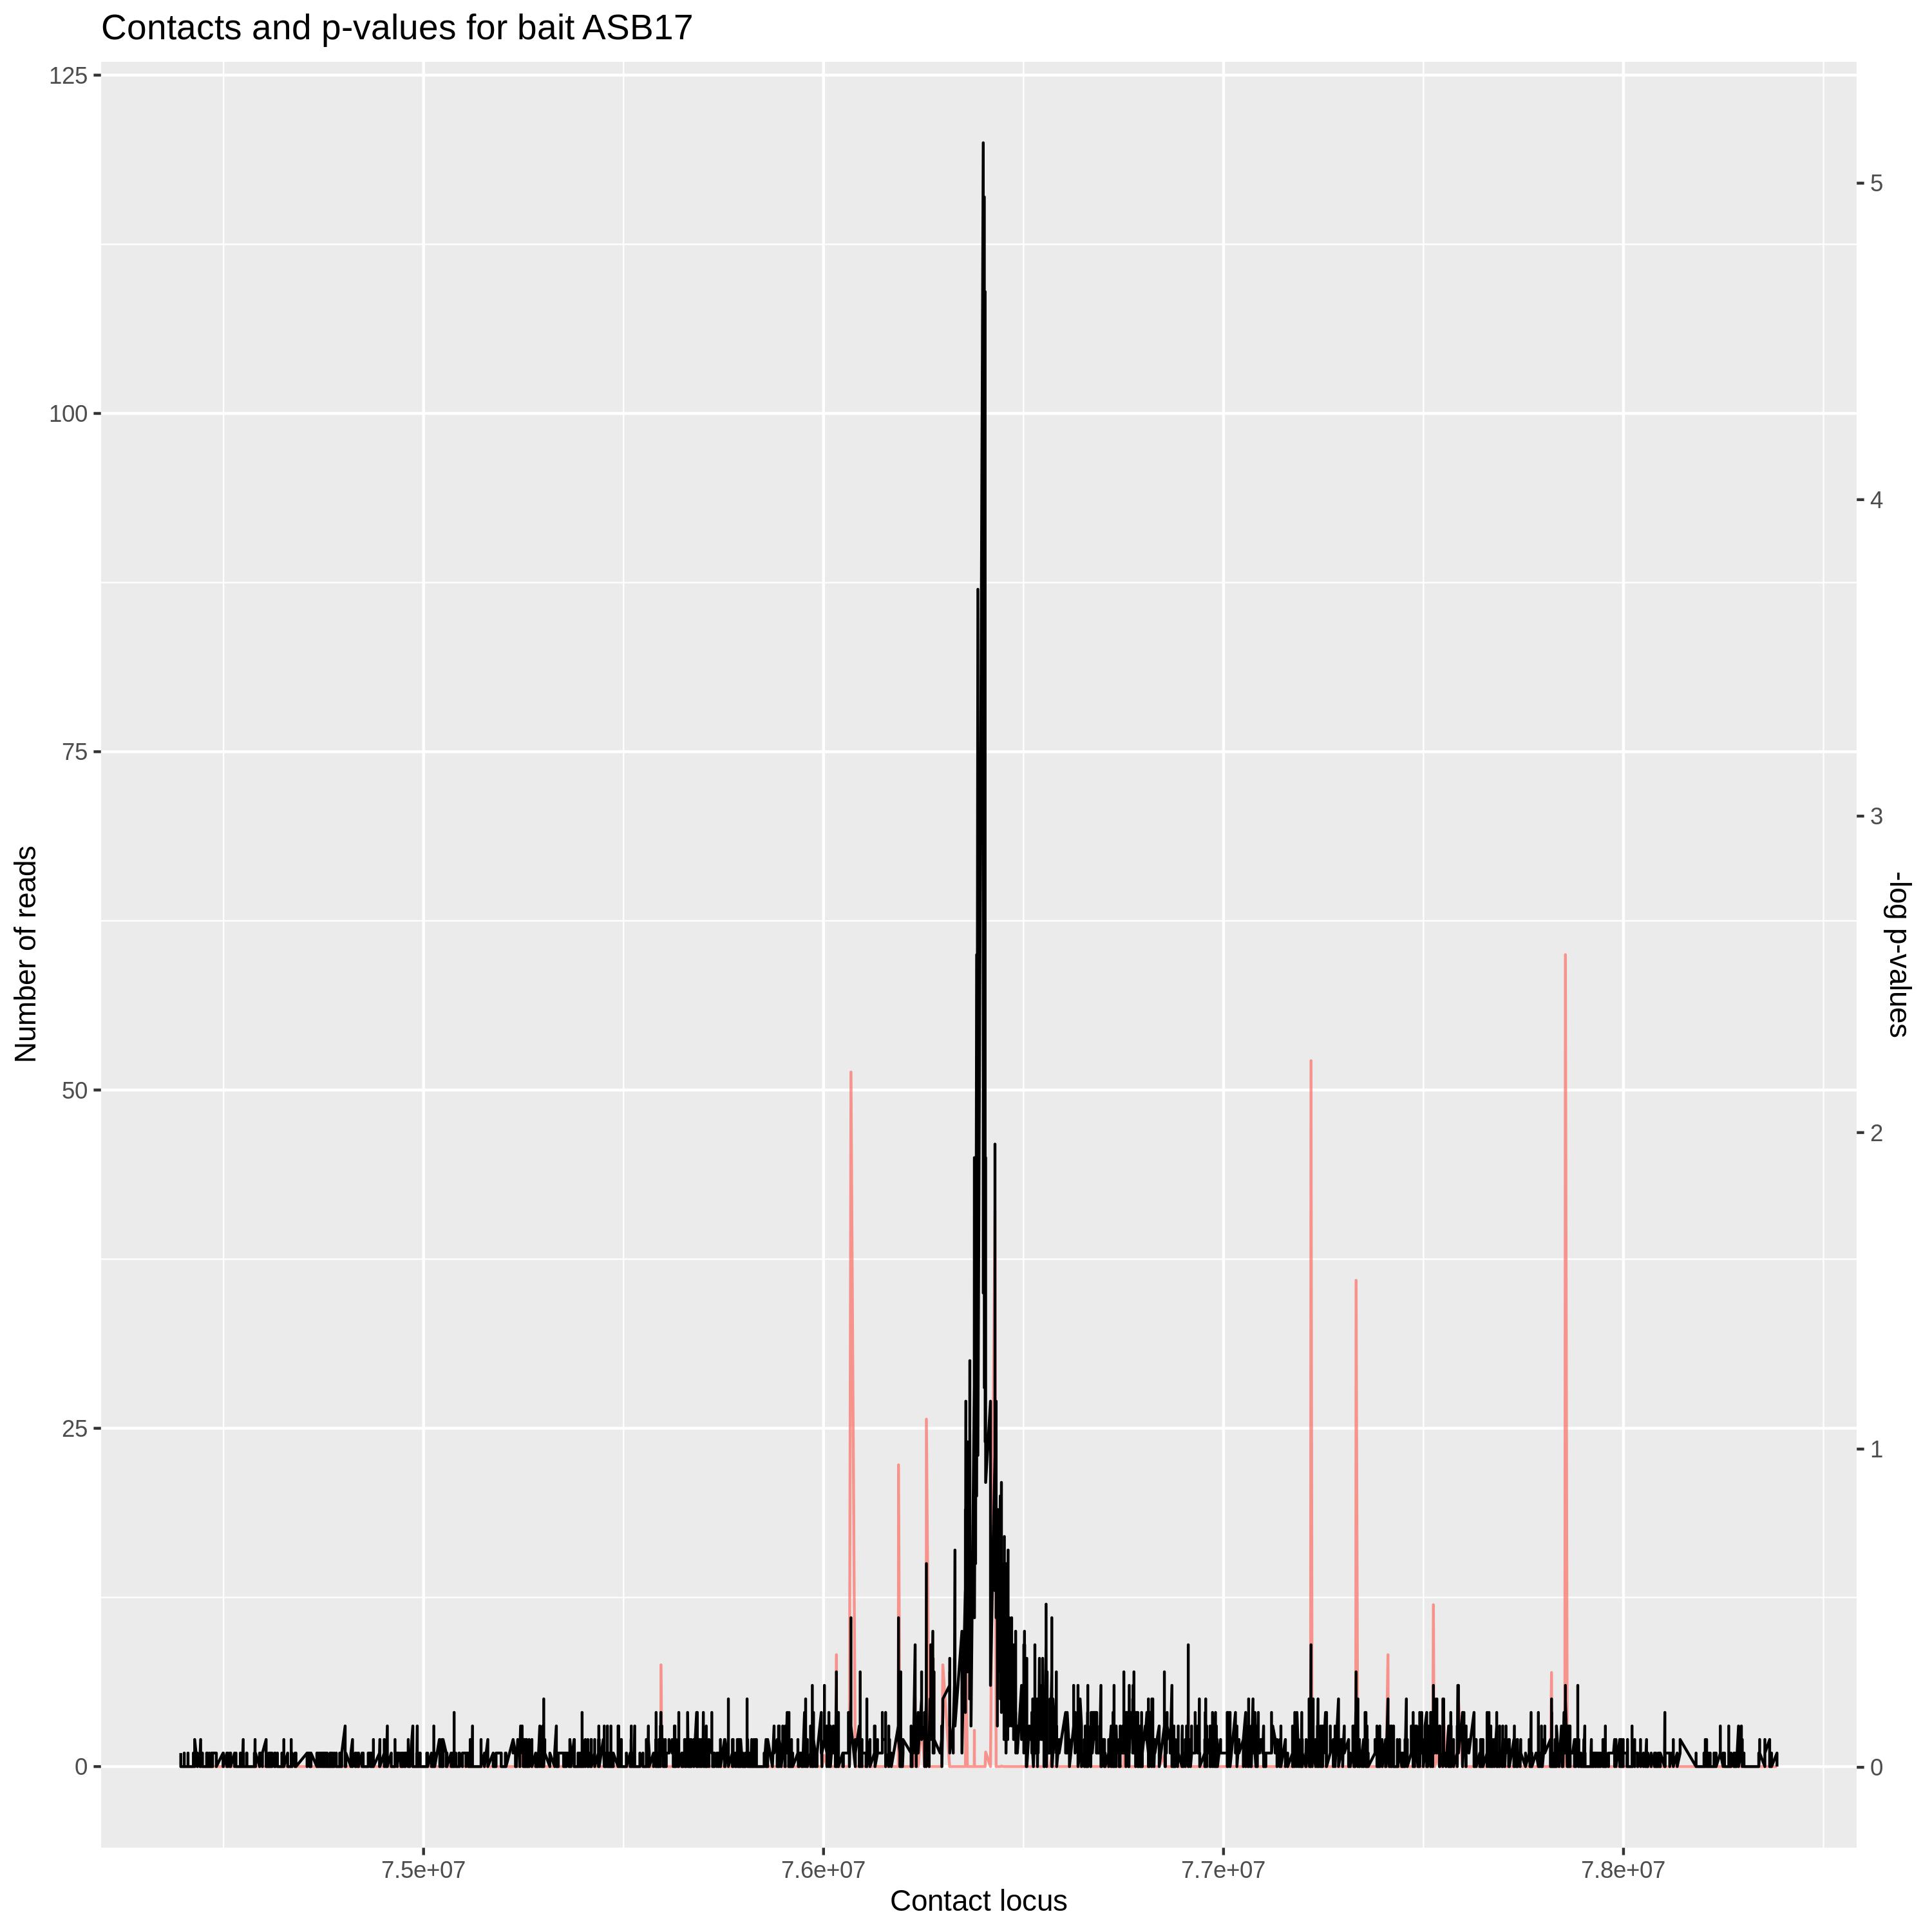 Contacts and p-values for bait ASB17
125
100
75
50
25
0
Number of reads
5
4
3
2
1
0
-log p-values
7.5e+07 7.6e+07 7.7e+07 7.8e+07
Contact locus